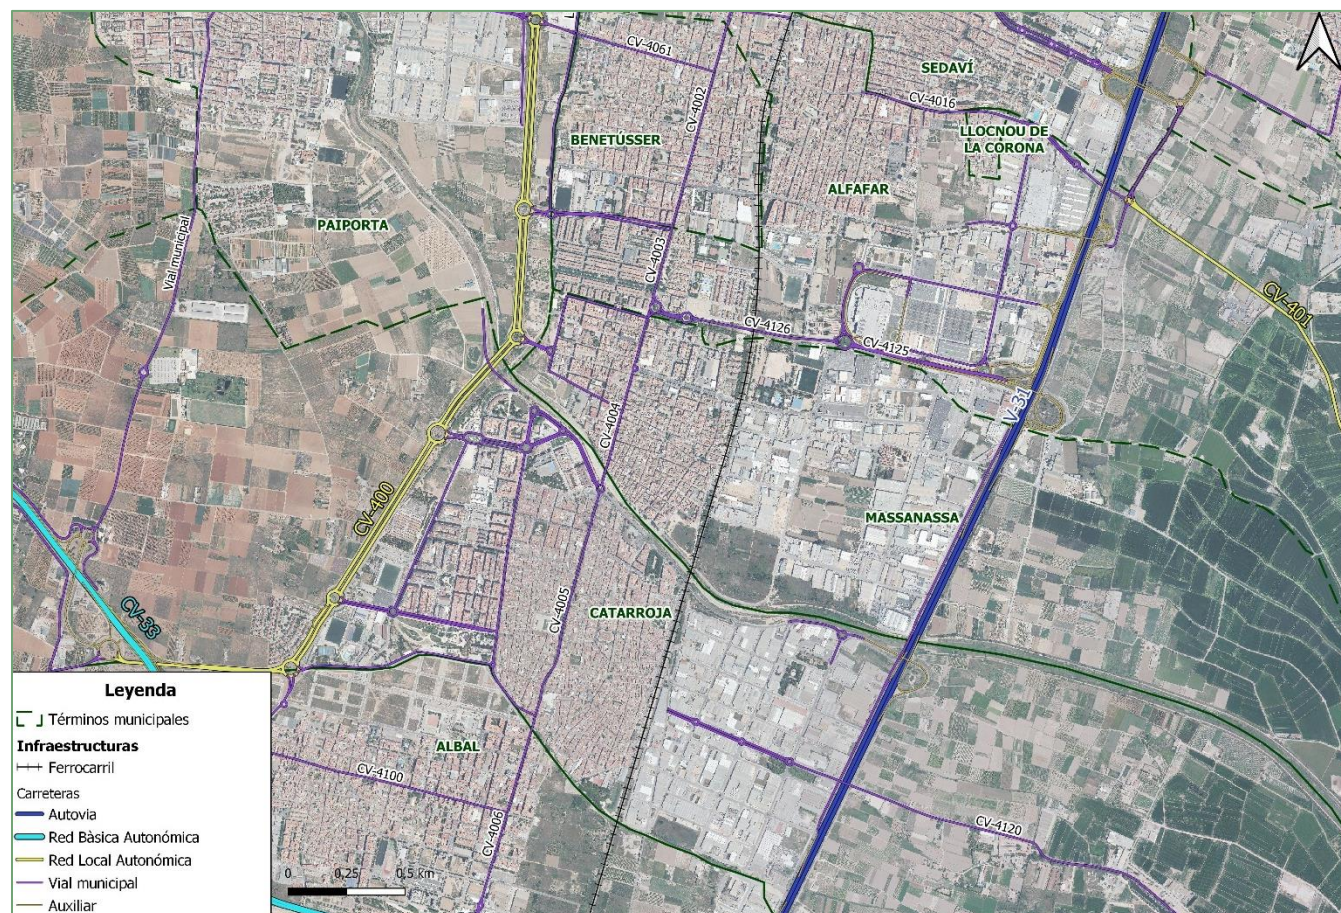 CV-4061
SEDAVÍ
CV-4002
CV-4016
BENETÚSSER
LLOCNOU DE
LA CORONA
ALFAFAR
PAIPORTA
Vial municipal
CV-4003
CV-401
CV-4126
CV-4125
V-31
CV-4004
CV-400
MASSANASSA
CV-33
CV-4005
CATARROJA
ALBAL
CV-4100
CV-4006
CV-4120
0 0,25 0,5 km
Leyenda
Términos municipales
Infraestructuras
Ferrocarril
Carreteras
Autovia
Red Bàsica Autonómica
Red Local Autonómica
Vial municipal
Auxiliar